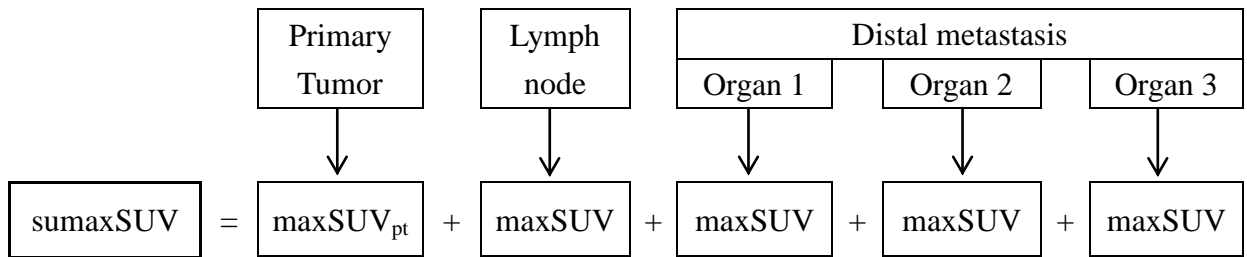 Primary Tumor
Lymph node
Distal metastasis
Organ 1 Organ 2 Organ 3
sumaxSUV = maxSUVpt + maxSUV + maxSUV + maxSUV + maxSUV